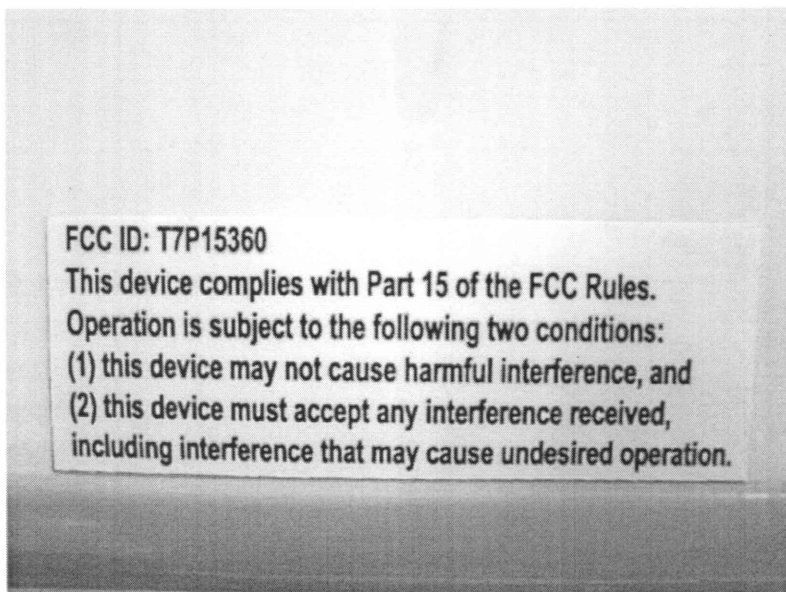 FCC ID: T7P15360
This device complies with Part 15 of the FCC Rules.
Operation is subject to the following two conditions:
(1) this device may not cause harmful interference, and
(2) this device must accept any interference received,
including interference that may cause undesired operation.